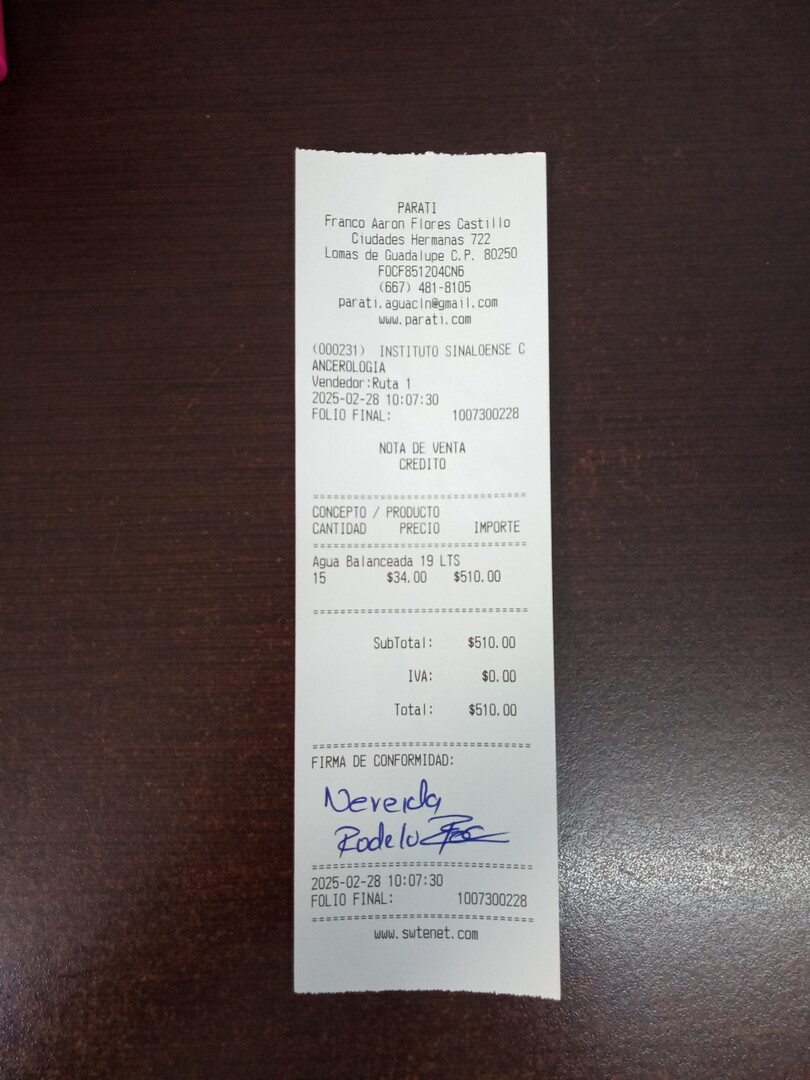 PARATI
Franco Aaron Flores Castillo
Ciudades Hermanas 722
Lomas de Guadalupe C.P. 80250
FOCF851204CN6
(667) 481-8105
parati.aguacln@gmail.com
www.parati.com
(000231) INSTITUTO SINALOENSE C
ANCEROLOGIA
Vendedor:Ruta 1
2025-02-28 10:07:30
FOLIO FINAL: 1007300228
NOTA DE VENTA
CREDITO
================================
CONCEPTO / PRODUCTO
CANTIDAD PRECIO IMPORTE
================================
Agua Balanceada 19 LTS
15 $34.00 $510.00
================================
SubTotal: $510.00
IVA: $0.00
Total: $510.00
================================
FIRMA DE CONFORMIDAD:
Nereida
Rodelo
================================
2025-02-28 10:07:30
FOLIO FINAL: 1007300228
================================
www.swtenet.com